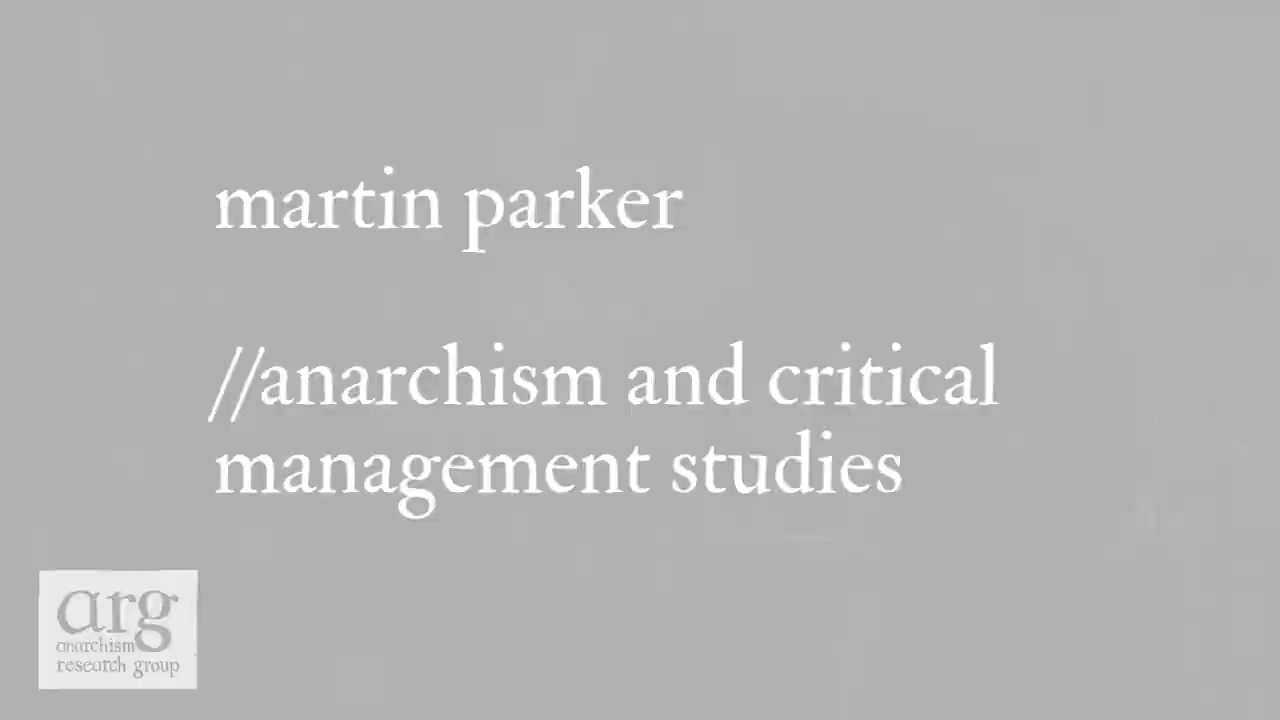 martin parker
//anarchism and critical
management studies
arg
anarchism
research group